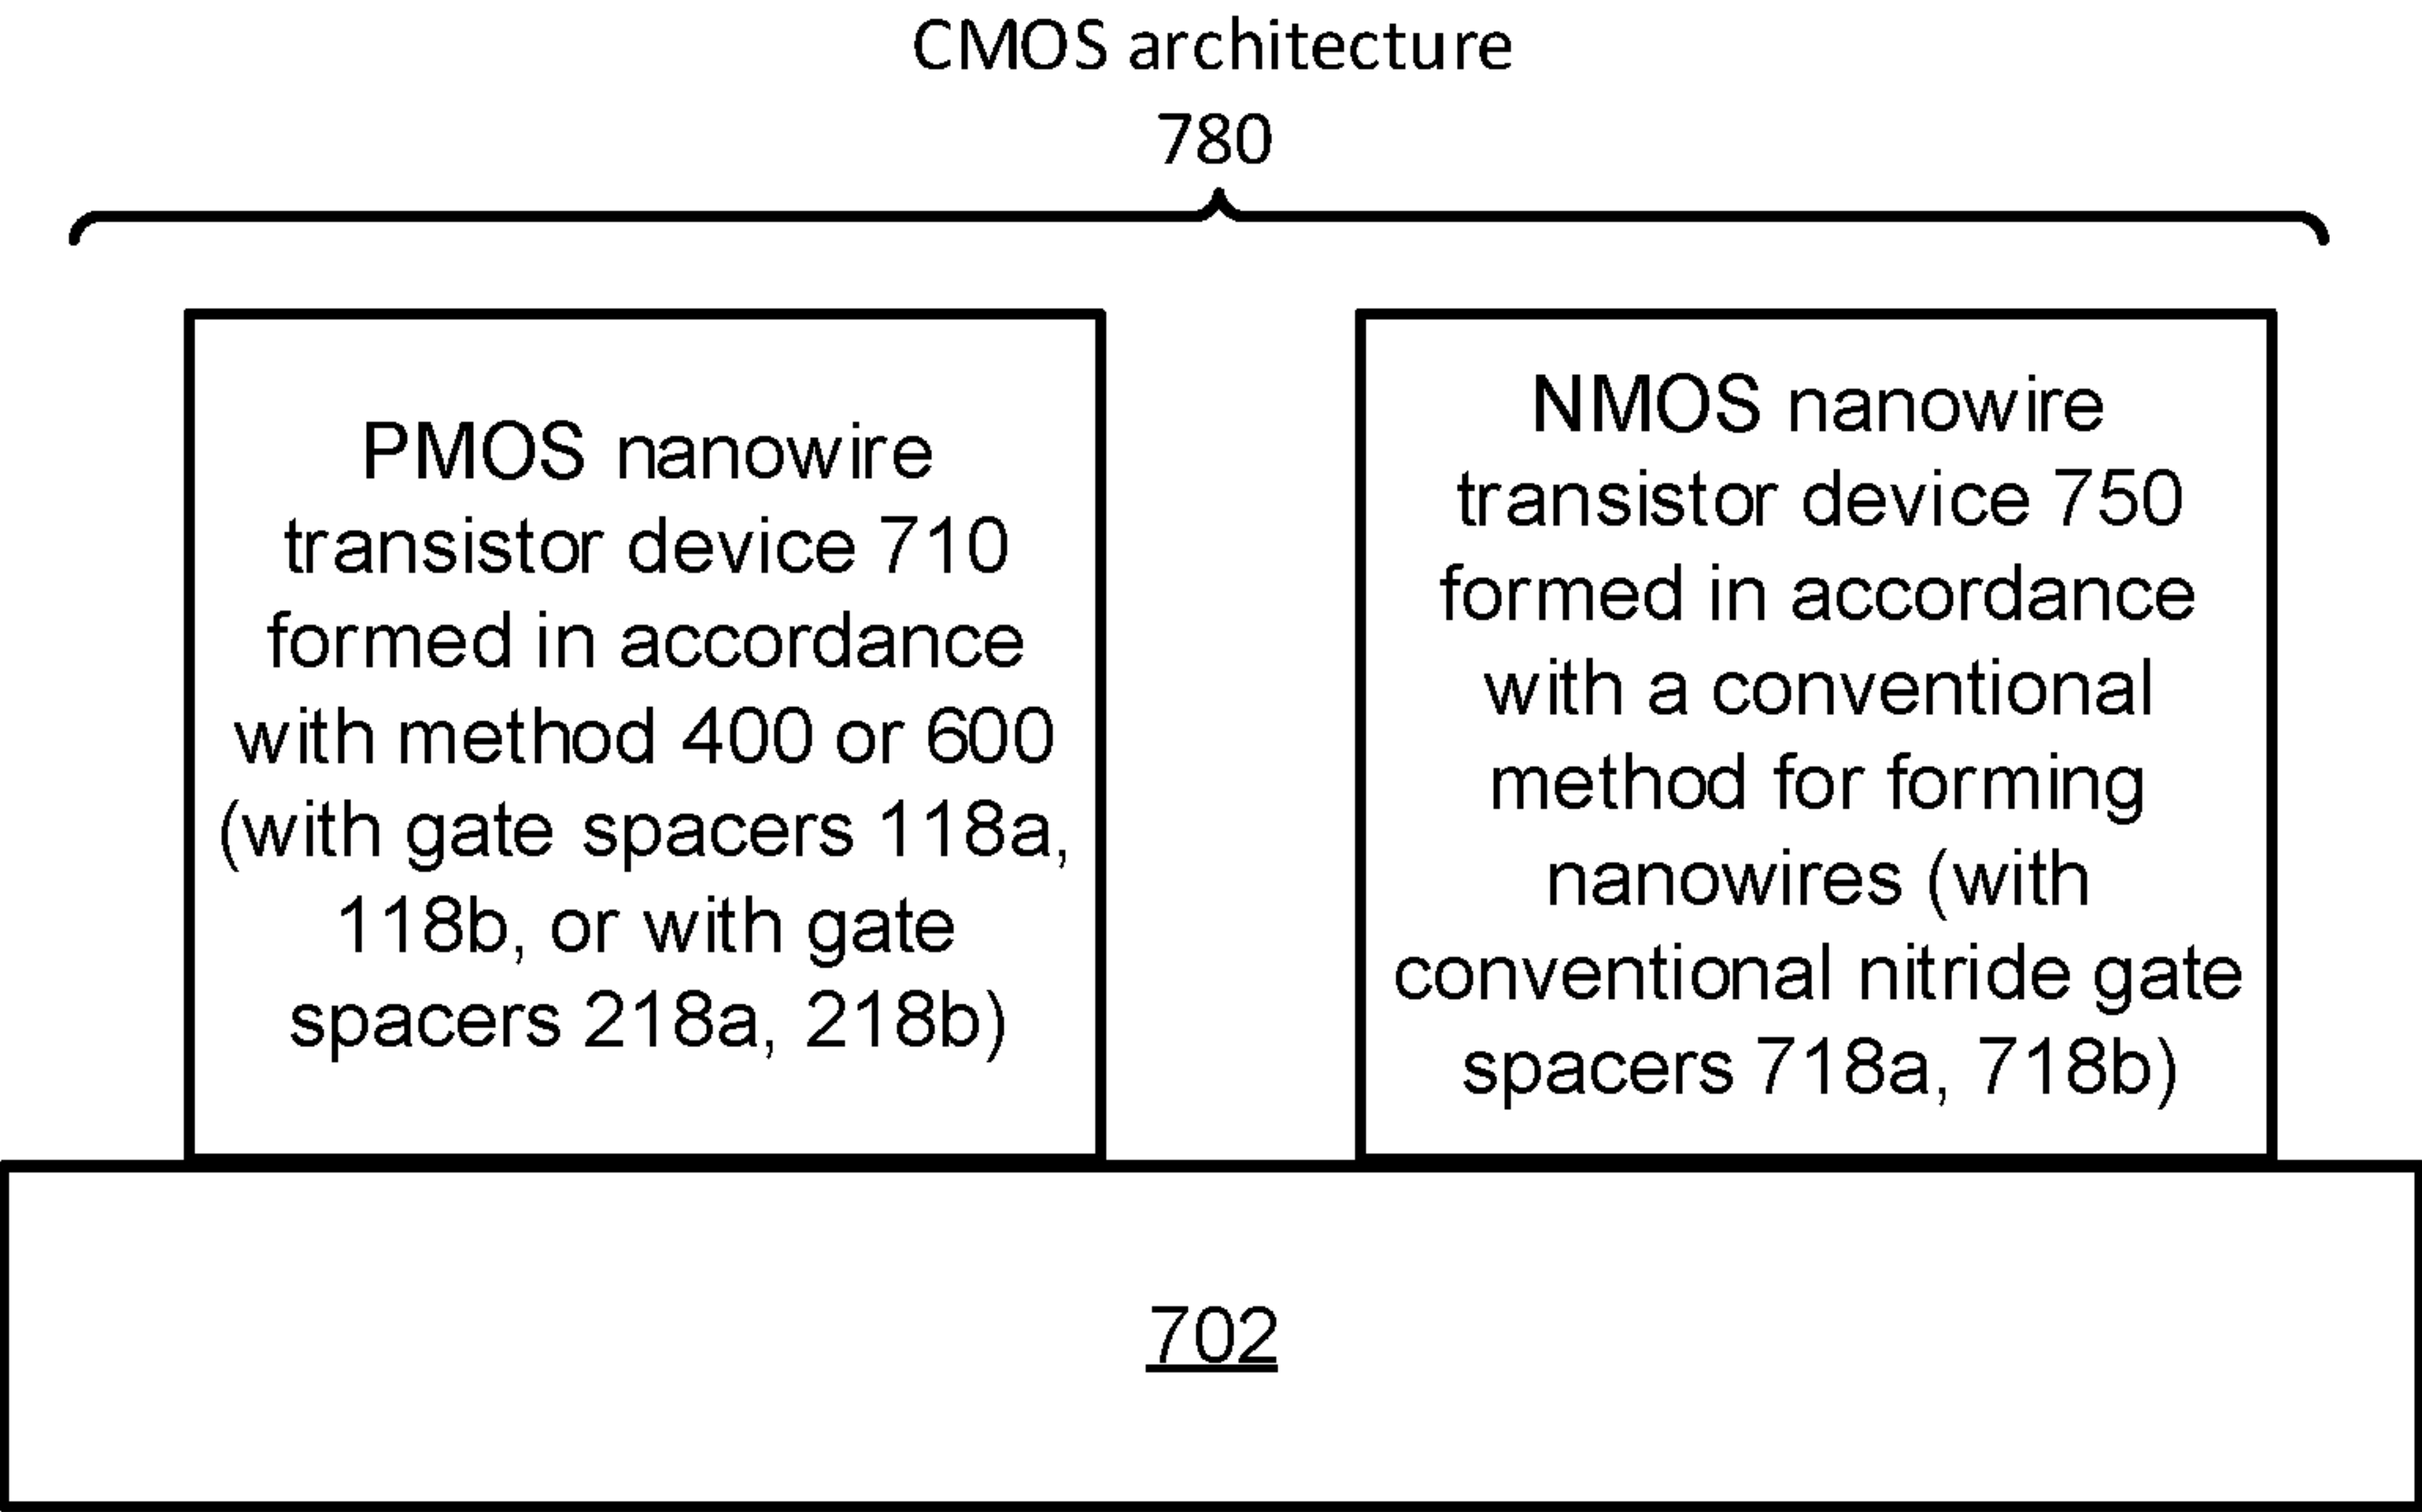 CMOS architecture
780
PMOS nanowire
transistor device 710
formed in accordance
with method 400 or 600
(with gate spacers 118a,
118b, or with gate
spacers 218a, 218b)
NMOS nanowire
transistor device 750
formed in accordance
with a conventional
method for forming
nanowires (with
conventional nitride gate
spacers 718a, 718b)
702